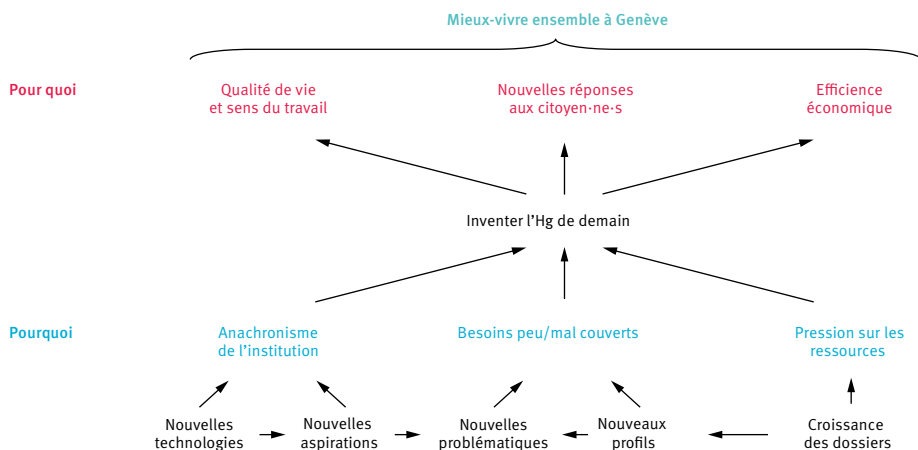 Mieux-vivre ensemble à Genève
Pour quoi
Qualité de vie
et sens du travail
Nouvelles réponses
aux citoyen·ne·s
Efficience
économique
Inventer l’Hg de demain
Pourquoi
Anachronisme
de l’institution
Besoins peu/mal couverts
Pression sur les
ressources
Nouvelles
technologies
Nouvelles
aspirations
Nouvelles
problématiques
Nouveaux
profils
Croissance
des dossiers